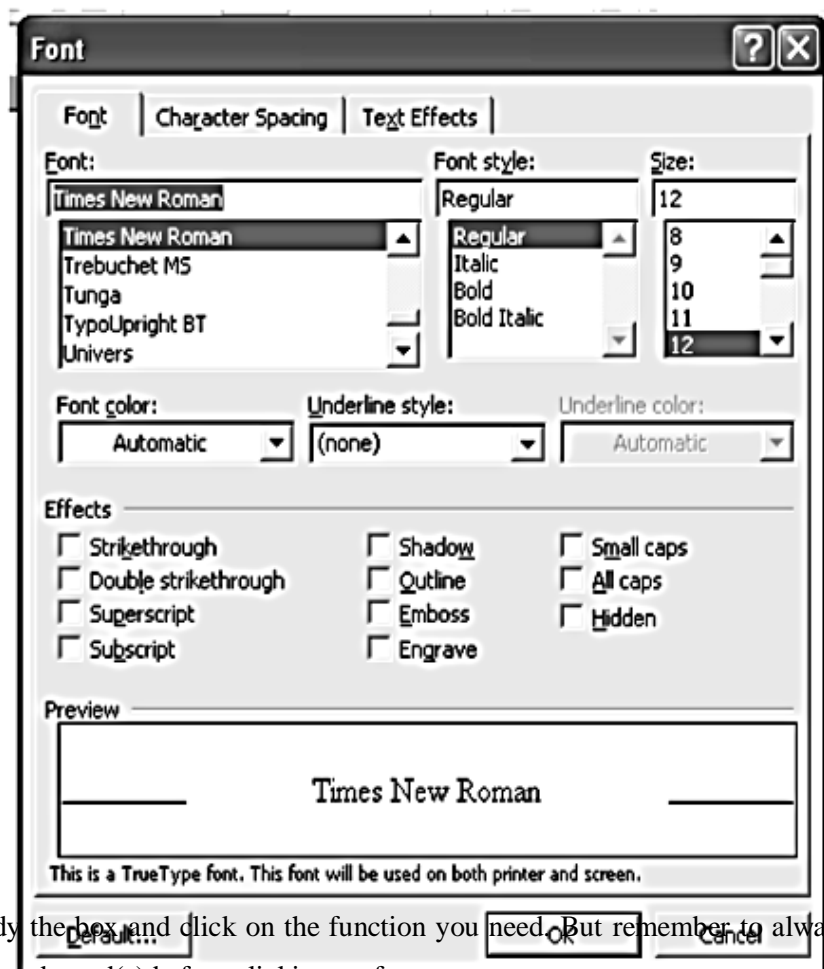 Font
Font Character Spacing Text Effects
Font: Font style: Size:
Times New Roman Regular 12
Times New Roman Regular 8
Trebuchet MS Italic 9
Tunga Bold 10
TypoUpright BT Bold Italic 11
Univers 12
Font color: Underline style: Underline color:
Automatic (none) Automatic
Effects
Strikethrough Shadow Small caps
Double strikethrough Outline All caps
Superscript Emboss Hidden
Subscript Engrave
Preview
Times New Roman
This is a TrueType font. This font will be used on both printer and screen.
the box and click on the function you need. But remember to
Default... OK Cancel